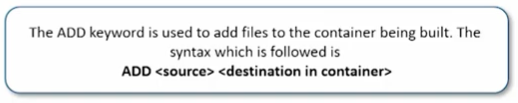 The ADD keyword is used to add files to the container being built. The
syntax which is followed is
ADD <source> <destination in container>